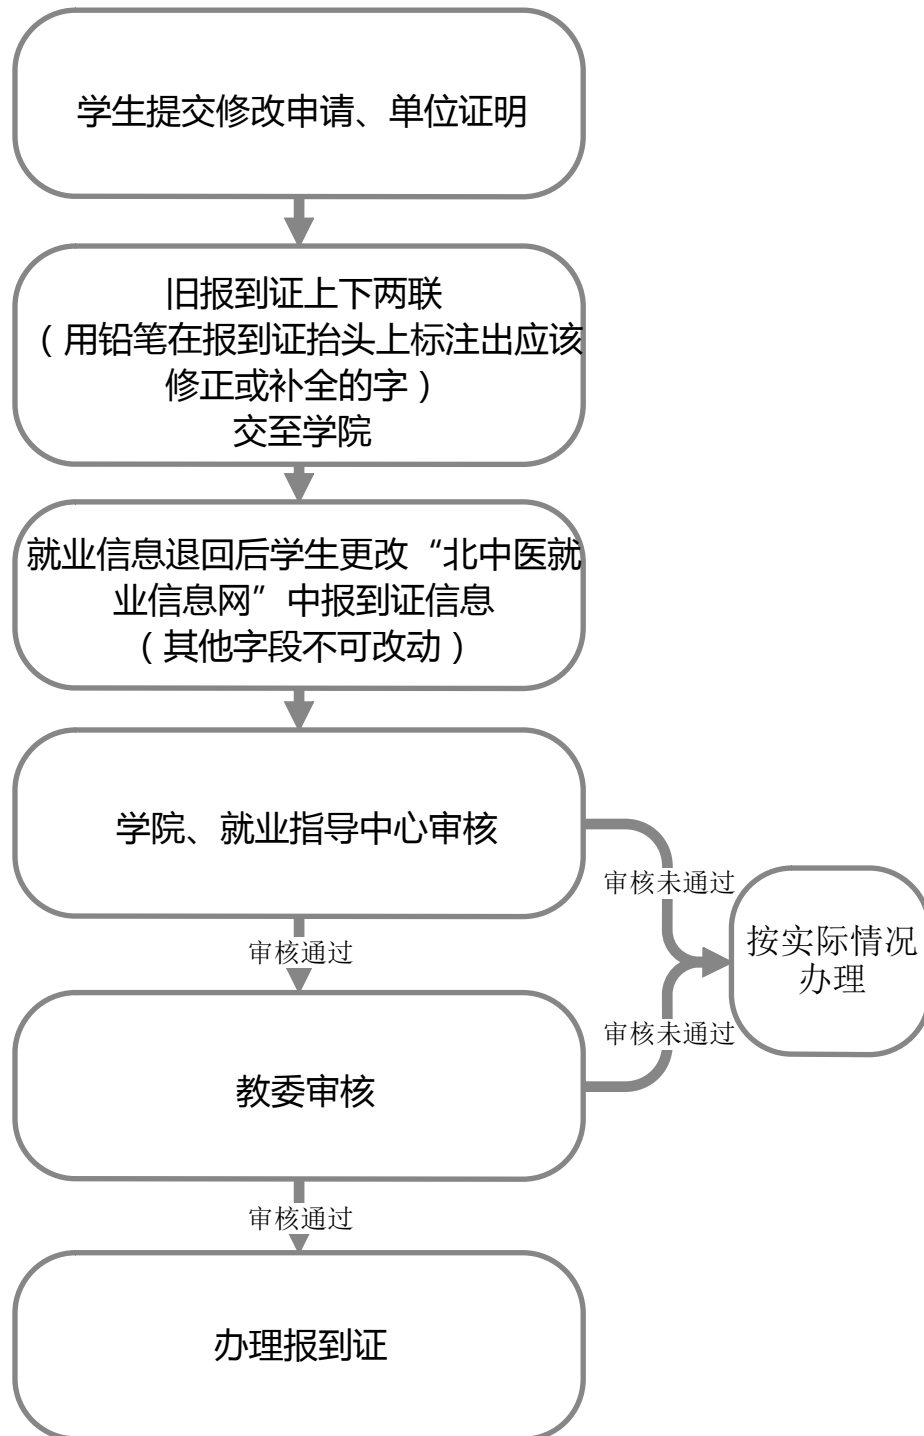 学生提交修改申请、单位证明
旧报到证上下两联
（用铅笔在报到证抬头上标注出应该
修正或补全的字）
交至学院
就业信息退回后学生更改“北中医就
业信息网”中报到证信息
（其他字段不可改动）
学院、就业指导中心审核
审核未通过
按实际情况
办理
审核通过
审核未通过
教委审核
审核通过
办理报到证